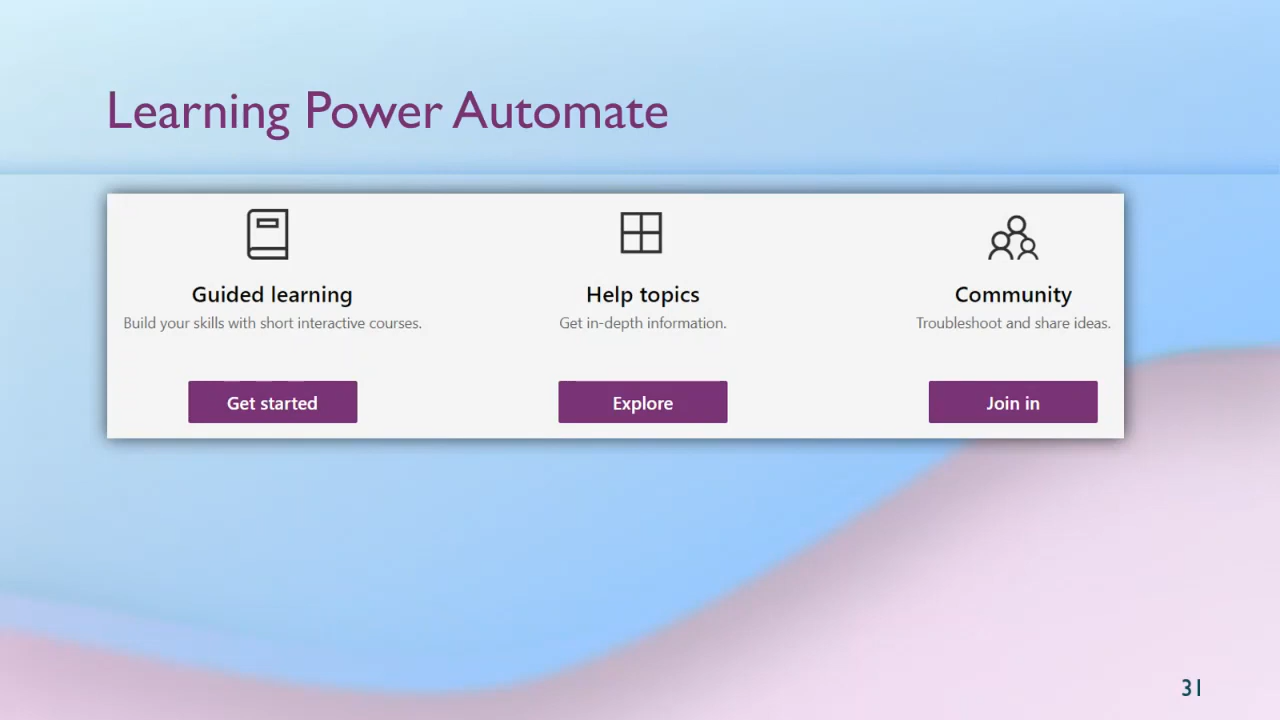 Learning Power Automate
Guided learning
Build your skills with short interactive courses.
Get started
Help topics
Get in-depth information.
Explore
Community
Troubleshoot and share ideas.
Join in
31